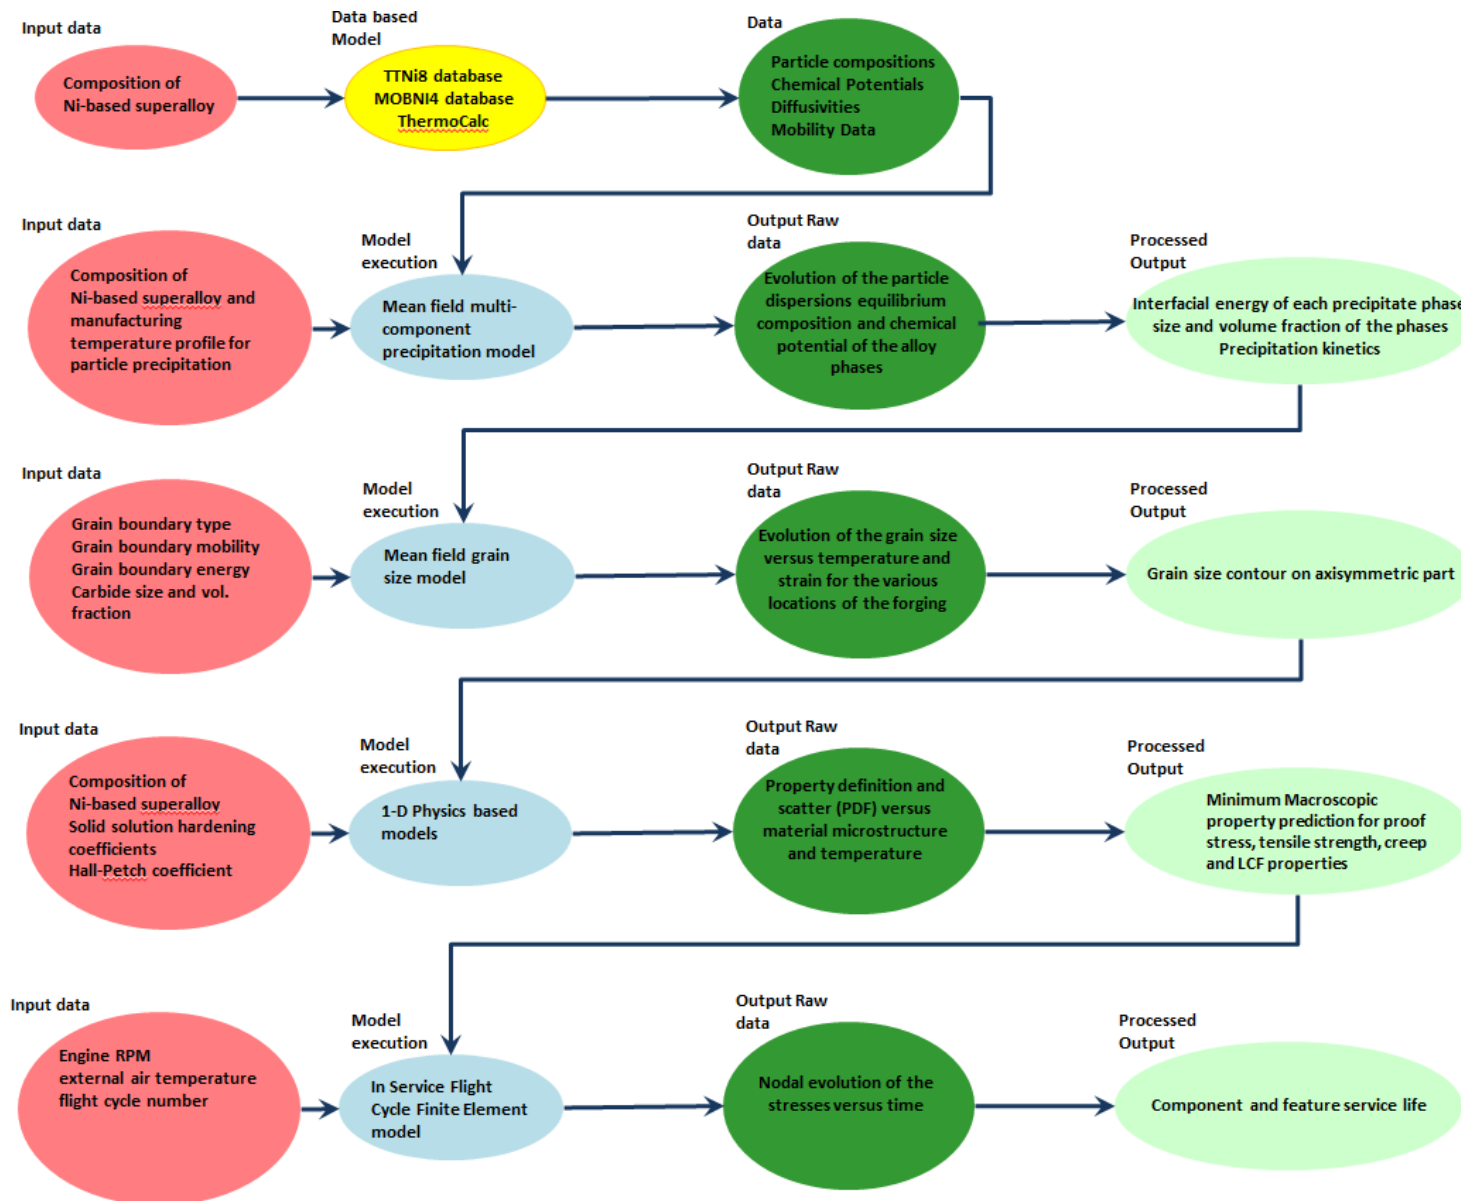 Input data
Data based
Model
Data
Composition of
Ni-based superalloy
TTNi8 database
MOBNI4 database
ThermoCalc
Particle compositions
Chemical Potentials
Diffusivities
Mobility Data
Input data
Model
execution
Output Raw
data
Processed
Output
Composition of
Ni-based superalloy and
manufacturing
temperature profile for
particle precipitation
Mean field multi-
component
precipitation model
Evolution of the particle
dispersions equilibrium
composition and chemical
potential of the alloy
phases
Interfacial energy of each precipitate phase
size and volume fraction of the phases
Precipitation kinetics
Input data
Model
execution
Output Raw
data
Processed
Output
Grain boundary type
Grain boundary mobility
Grain boundary energy
Carbide size and vol.
fraction
Mean field grain
size model
Evolution of the grain size
versus temperature and
strain for the various
locations of the forging
Grain size contour on axisymmetric part
Input data
Model
execution
Output Raw
data
Processed
Output
Composition of
Ni-based superalloy
Solid solution hardening
coefficients
Hall-Petch coefficient
1-D Physics based
models
Property definition and
scatter (PDF) versus
material microstructure
and temperature
Minimum Macroscopic
property prediction for proof
stress, tensile strength, creep
and LCF properties
Input data
Model
execution
Output Raw
data
Processed
Output
Engine RPM
external air temperature
flight cycle number
In Service Flight
Cycle Finite Element
model
Nodal evolution of the
stresses versus time
Component and feature service life